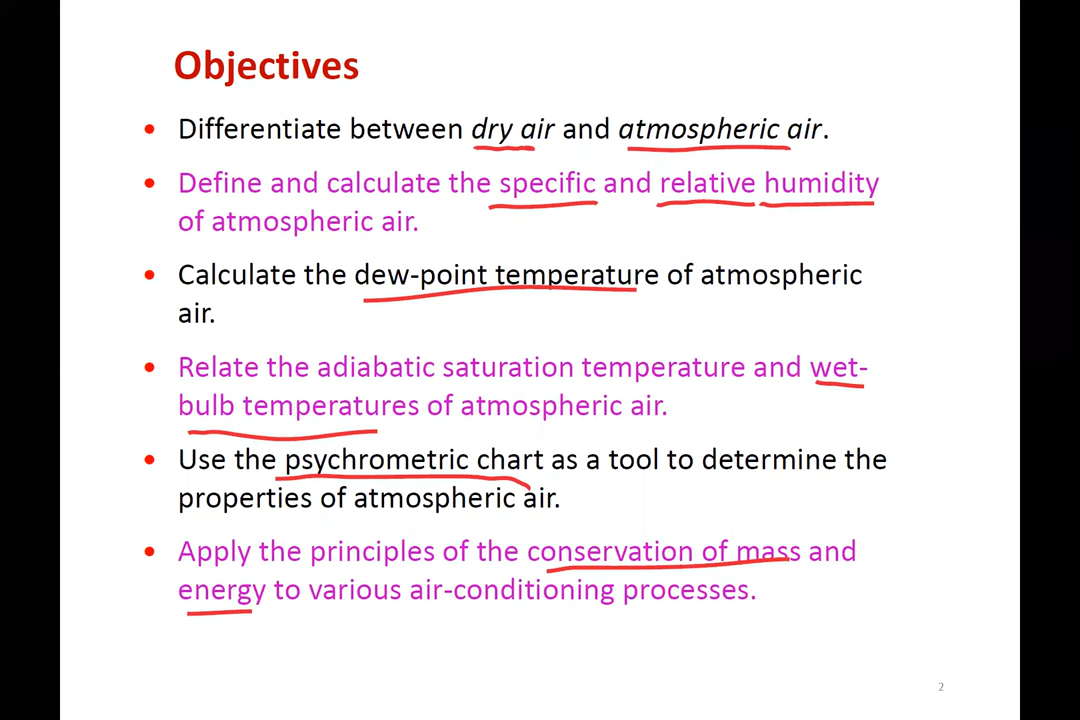 Objectives
• Differentiate between dry air and atmospheric air.
• Define and calculate the specific and relative humidity
of atmospheric air.
• Calculate the dew-point temperature of atmospheric
air.
• Relate the adiabatic saturation temperature and wet-
bulb temperatures of atmospheric air.
• Use the psychrometric chart as a tool to determine the
properties of atmospheric air.
• Apply the principles of the conservation of mass and
energy to various air-conditioning processes.
2